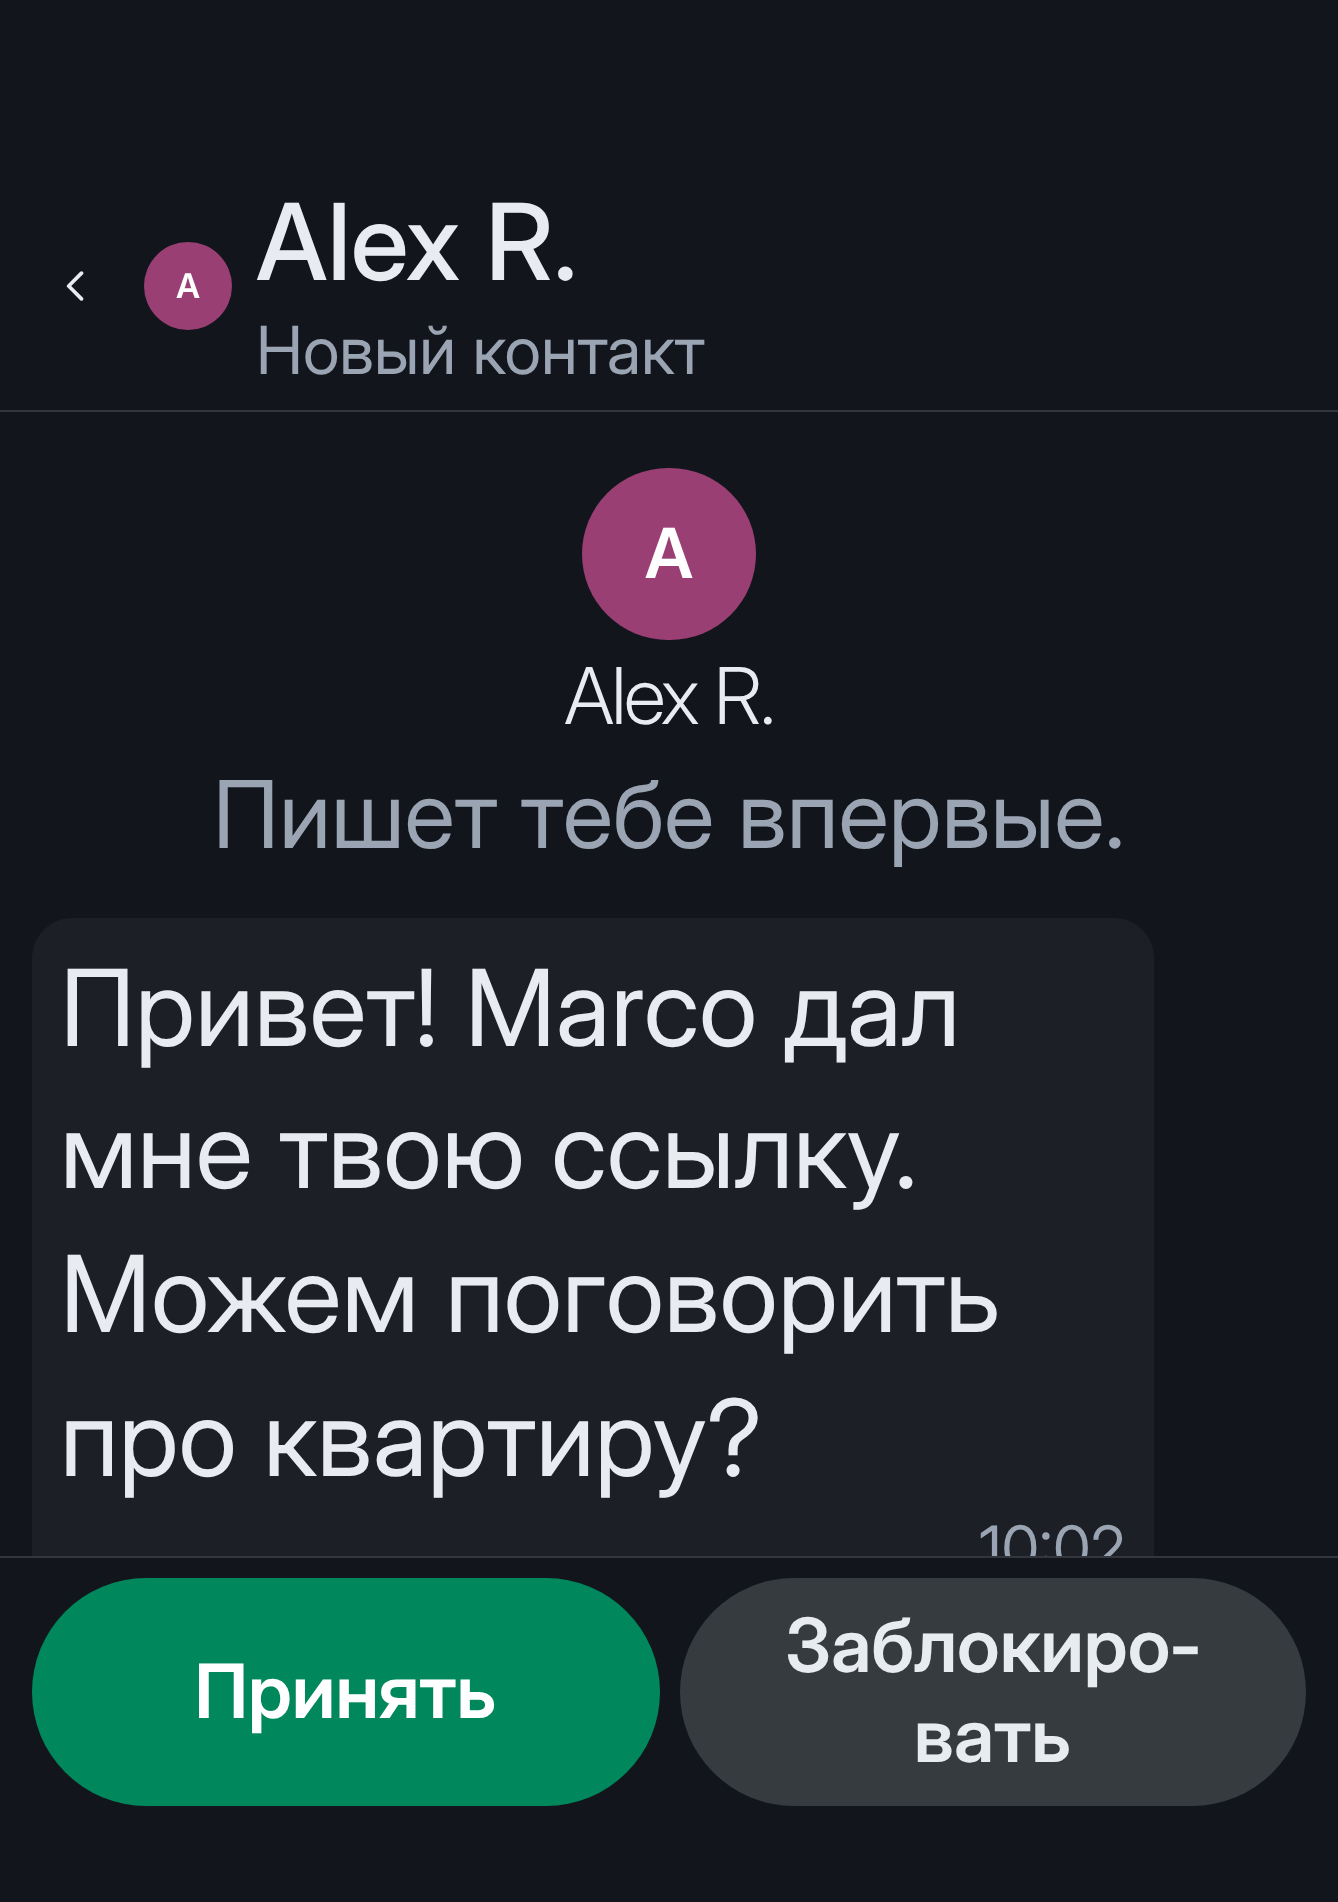 A
Alex R.
Новый контакт
A
Alex R.
Пишет тебе впервые.
Привет! Marco дал
мне твою ссылку.
Можем поговорить
про квартиру?
10:02
Принять
Заблокиро-
вать